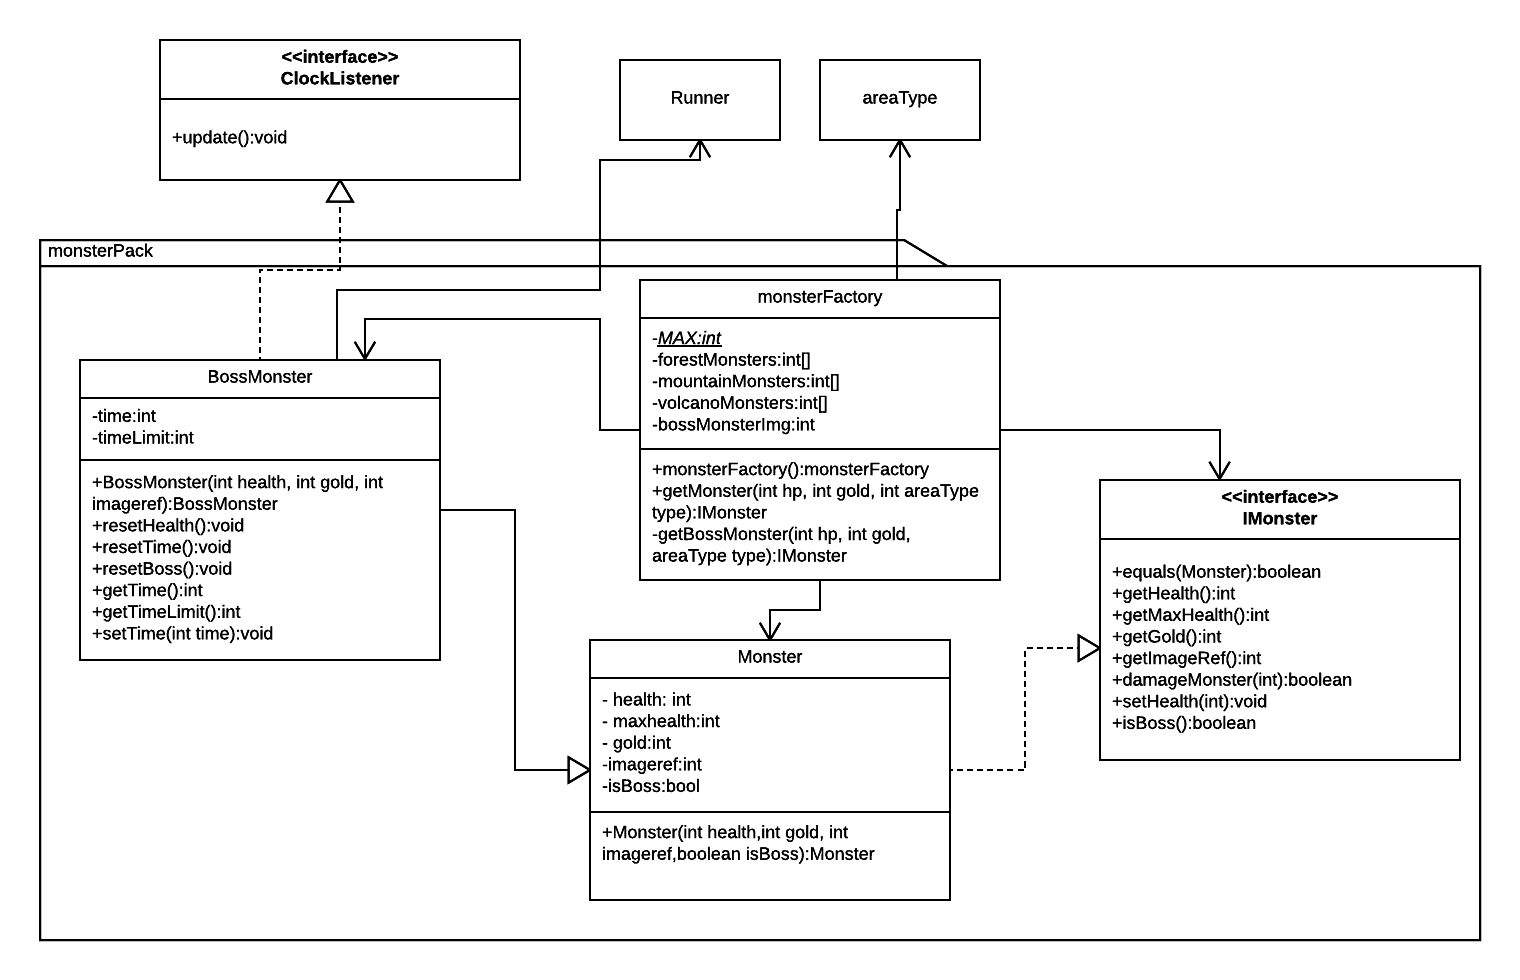 <<interface>>
ClockListener
+update():void
Runner
areaType
monsterPack
monsterFactory
-MAX:int
-forestMonsters:int[]
-mountainMonsters:int[]
-volcanoMonsters:int[]
-bossMonsterImg:int
+monsterFactory():monsterFactory
+getMonster(int hp, int gold, int areaType
type):IMonster
-getBossMonster(int hp, int gold,
areaType type):IMonster
BossMonster
-time:int
-timeLimit:int
+BossMonster(int health, int gold, int
imageref):BossMonster
+resetHealth():void
+resetTime():void
+resetBoss():void
+getTime():int
+getTimeLimit():int
+setTime(int time):void
<<interface>>
IMonster
+equals(Monster):boolean
+getHealth():int
+getMaxHealth():int
+getGold():int
+getImageRef():int
+damageMonster(int):boolean
+setHealth(int):void
+isBoss():boolean
Monster
- health: int
- maxhealth:int
- gold:int
-imageref:int
-isBoss:bool
+Monster(int health,int gold, int
imageref,boolean isBoss):Monster